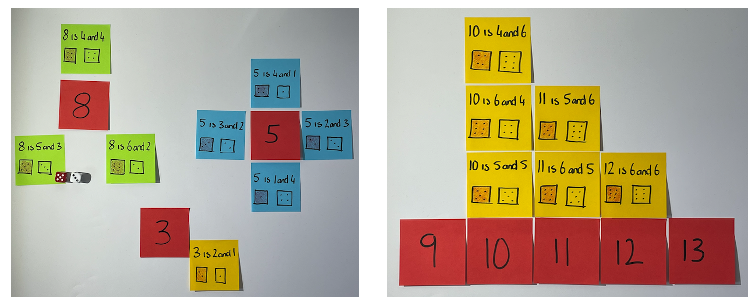 8 is 4 and 4
8
8 is 5 and 3
8 is 6 and 2
5 is 4 and 1
5 is 3 and 2
5
5 is 2 and 3
5 is 1 and 4
3
3 is 2 and 1
10 is 4 and 6
10 is 6 and 4
11 is 5 and 6
10 is 5 and 5
11 is 6 and 5
12 is 6 and 6
9
10
11
12
13